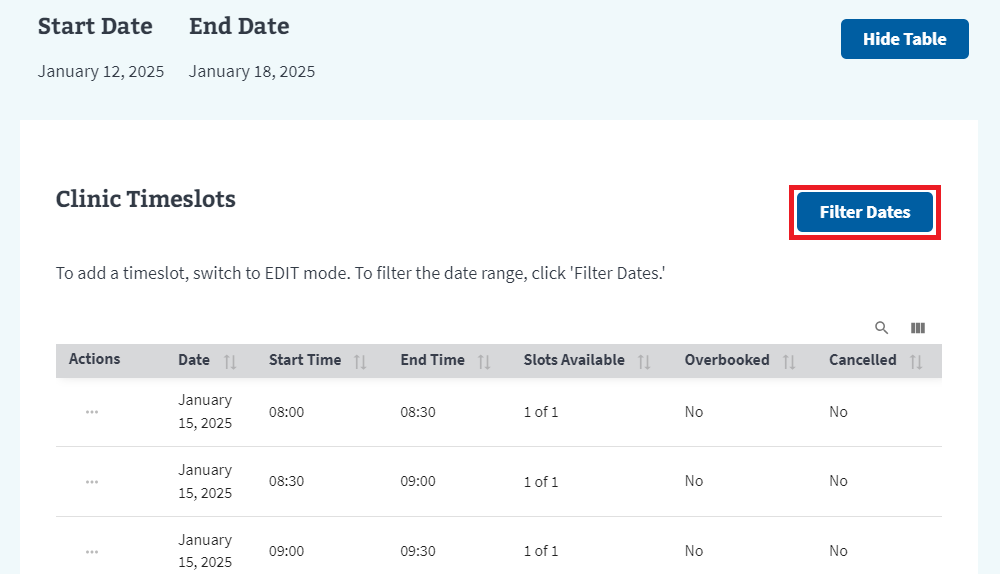 Start Date End Date
Hide Table
January 12, 2025 January 18, 2025
Clinic Timeslots
Filter Dates
To add a timeslot, switch to EDIT mode. To filter the date range, click 'Filter Dates.'
Actions Date Start Time End Time Slots Available Overbooked Cancelled
January
15, 2025 08:00 08:30 1 of 1 No No
January
15, 2025 08:30 09:00 1 of 1 No No
January
15, 2025 09:00 09:30 1 of 1 No No